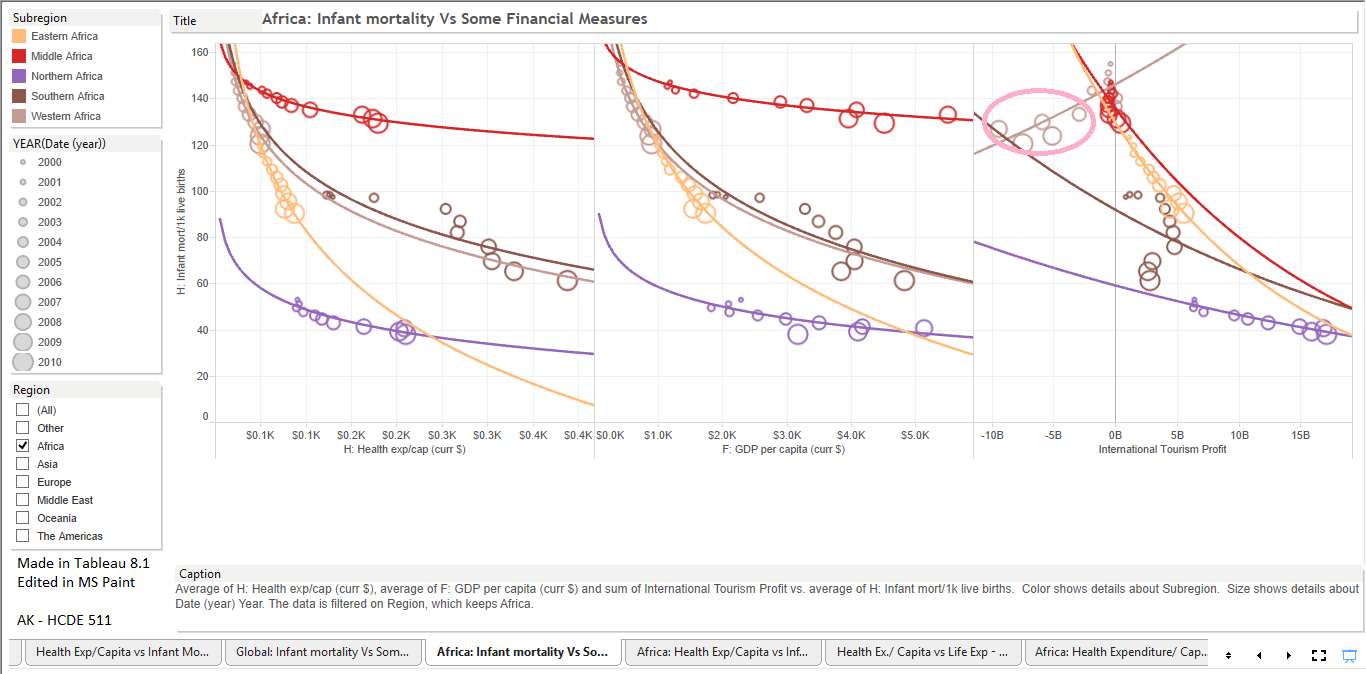 Subregion
Eastern Africa
Middle Africa
Northern Africa
Southern Africa
Western Africa
YEAR(Date (year))
2000
2001
2002
2003
2004
2005
2006
2007
2008
2009
2010
Region
(All)
Other
Africa
Asia
Europe
Middle East
Oceania
The Americas
Made in Tableau 8.1
Edited in MS Paint
AK - HCDE 511
Title
Africa: Infant mortality Vs Some Financial Measures
H: Infant mort/1k live births
160
140
120
100
80
60
40
20
0
$0.1K $0.1K $0.2K $0.2K $0.3K $0.3K $0.4K $0.4K
H: Health exp/cap (curr $)
$0.0K $1.0K $2.0K $3.0K $4.0K $5.0K
F: GDP per capita (curr $)
-10B -5B 0B 5B 10B 15B
International Tourism Profit
Caption
Average of H: Health exp/cap (curr $), average of F: GDP per capita (curr $) and sum of International Tourism Profit vs. average of H: Infant mort/1k live births.  Color shows details about Subregion.  Size shows details about
Date (year) Year. The data is filtered on Region, which keeps Africa.
Health Exp/Capita vs Infant Mo... Global: Infant mortality Vs Som... Africa: Infant mortality Vs So... Africa: Health Exp/Capita vs Inf... Health Ex./ Capita vs Life Exp - ... Africa: Health Expenditure/ Cap...